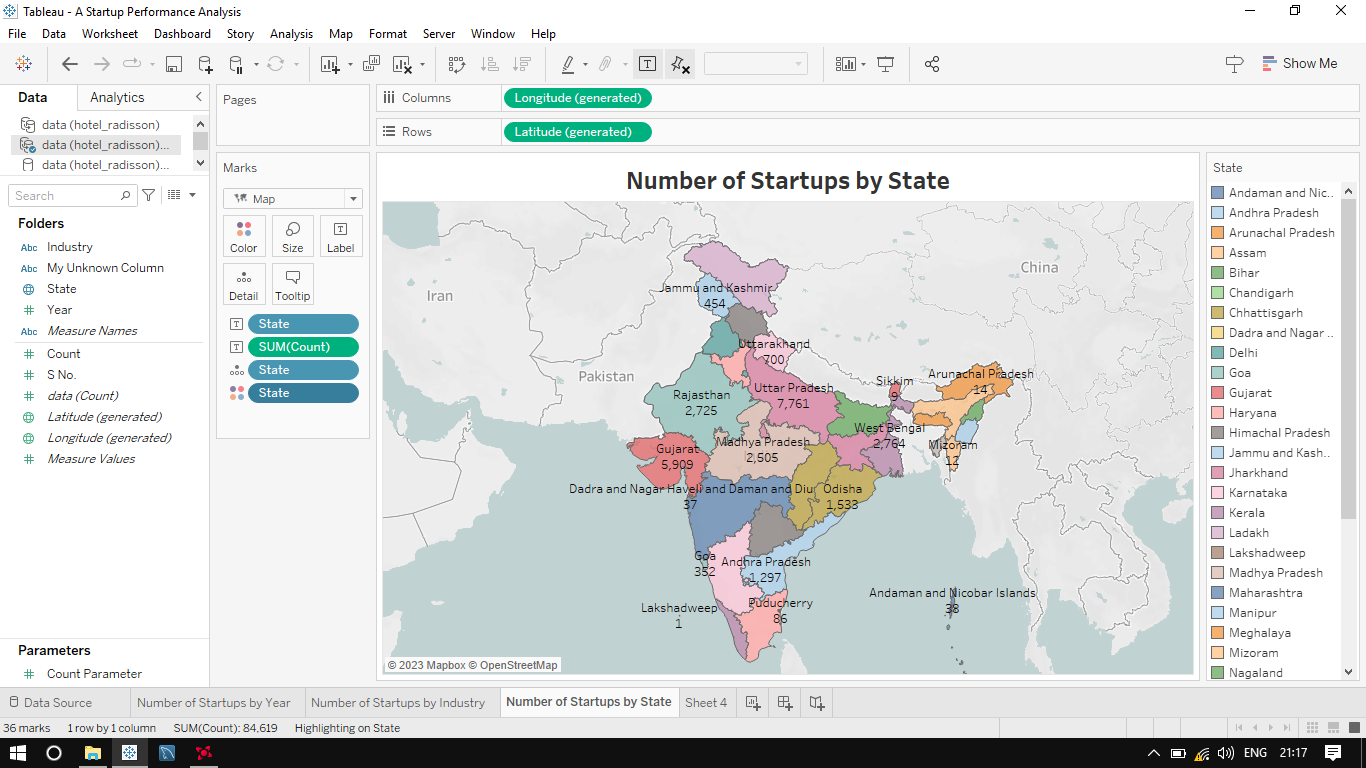 Tableau - A Startup Performance Analysis
File Data Worksheet Dashboard Story Analysis Map Format Server Window Help
Show Me
Data Analytics
data (hotel_radisson)
data (hotel_radisson)...
data (hotel_radisson)...
Search
Folders
Abc Industry
Abc My Unknown Column
State
Year
Abc Measure Names
Count
S No.
data (Count)
Latitude (generated)
Longitude (generated)
Measure Values
Parameters
Count Parameter
Pages
Marks
Map
Color Size Label
Detail Tooltip
State
SUM(Count)
State
State
Columns Longitude (generated)
Rows Latitude (generated)
Number of Startups by State
China
Iran
Pakistan
Jammu and Kashmir
454
Uttarakhand
700
Uttar Pradesh
7,761
Sikkim
9
Arunachal Pradesh
14
Rajasthan
2,725
West Bengal
2,764
Madhya Pradesh
2,505
Mizoram
12
Gujarat
5,909
Dadra and Nagar Haveli and Daman and Diu
37
Odisha
1,533
Goa
352
Andhra Pradesh
1,297
Andaman and Nicobar Islands
38
Lakshadweep
1
Puducherry
86
© 2023 Mapbox © OpenStreetMap
State
Andaman and Nic..
Andhra Pradesh
Arunachal Pradesh
Assam
Bihar
Chandigarh
Chhattisgarh
Dadra and Nagar ..
Delhi
Goa
Gujarat
Haryana
Himachal Pradesh
Jammu and Kash..
Jharkhand
Karnataka
Kerala
Ladakh
Lakshadweep
Madhya Pradesh
Maharashtra
Manipur
Meghalaya
Mizoram
Nagaland
Data Source Number of Startups by Year Number of Startups by Industry Number of Startups by State Sheet 4
36 marks 1 row by 1 column SUM(Count): 84,619 Highlighting on State
ENG 21:17